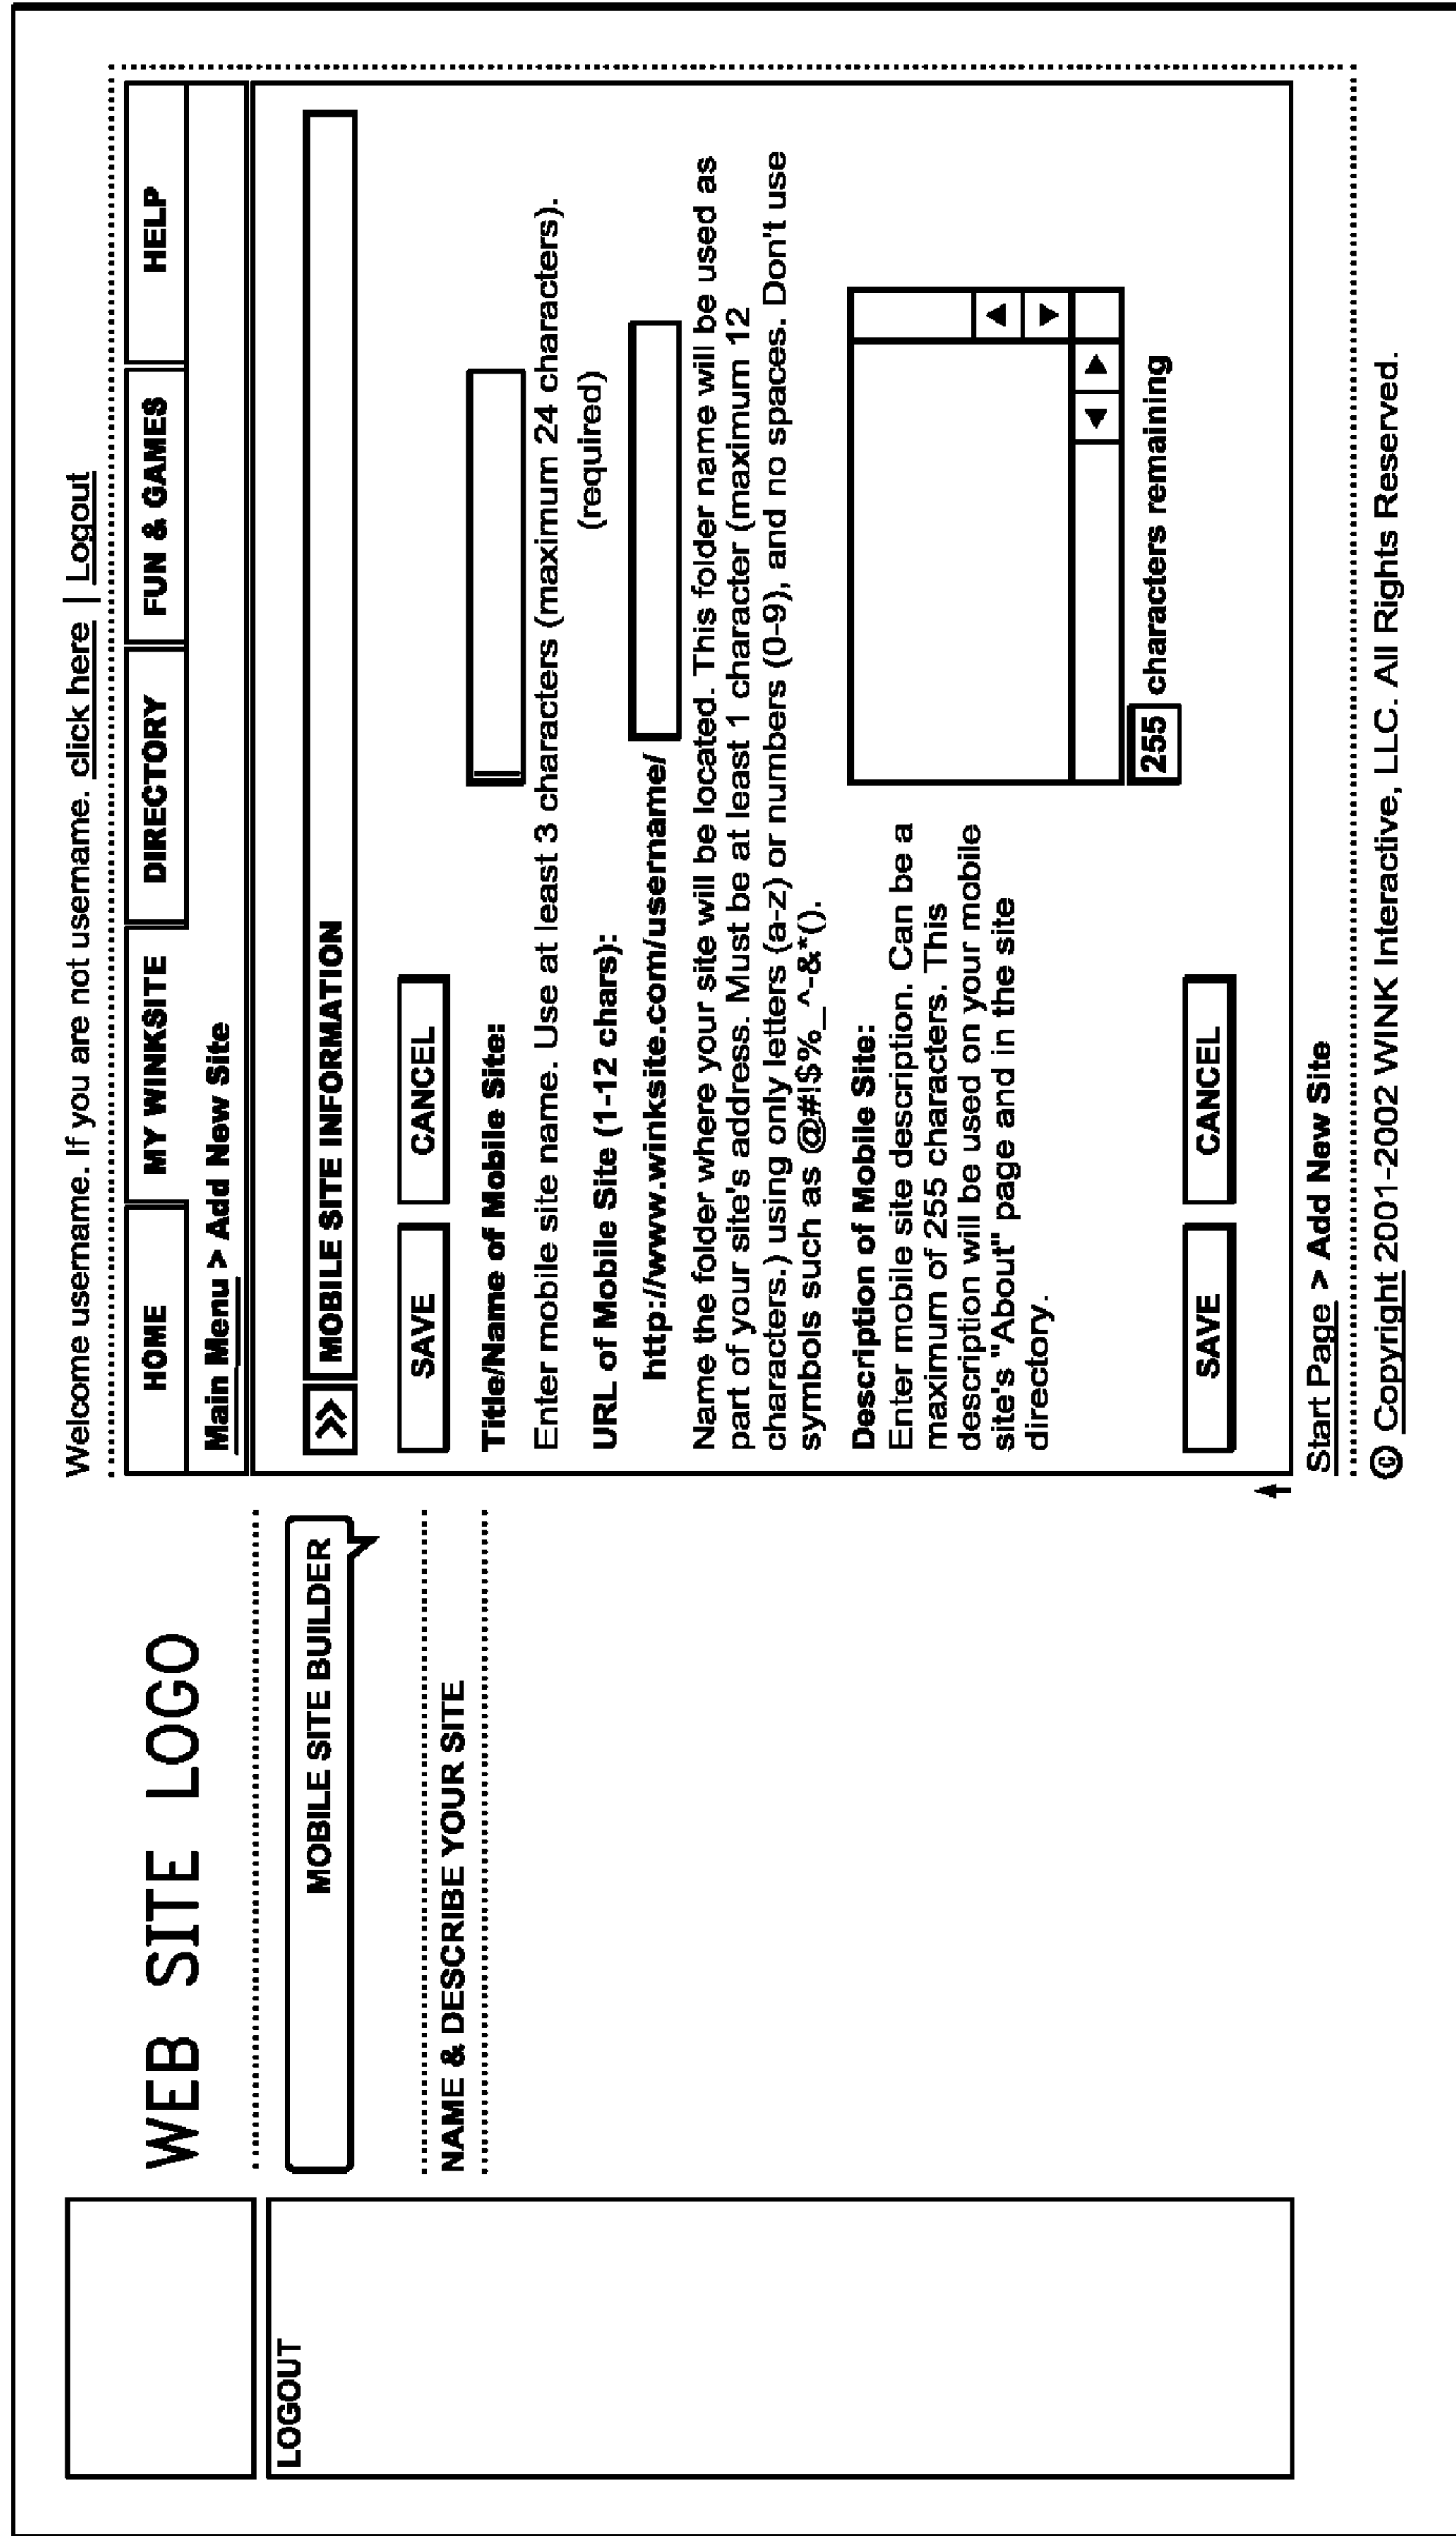 LOGOUT
WEB SITE LOGO
MOBILE SITE BUILDER
NAME & DESCRIBE YOUR SITE
Welcome username. If you are not username. click here | Logout
HOME MY WINKSITE DIRECTORY FUN & GAMES HELP
Main Menu > Add New Site
>> MOBILE SITE INFORMATION
SAVE CANCEL
Title/Name of Mobile Site:
Enter mobile site name. Use at least 3 characters (maximum 24 characters).
(required)
URL of Mobile Site (1-12 chars):
http://www.winksite.com/username/
Name the folder where your site will be located. This folder name will be used as
part of your site's address. Must be at least 1 character (maximum 12
characters.) using only letters (a-z) or numbers (0-9), and no spaces. Don't use
symbols such as @#!$%_^-&*().
Description of Mobile Site:
Enter mobile site description. Can be a
maximum of 255 characters. This
description will be used on your mobile
site's "About" page and in the site
directory.
255 characters remaining
SAVE CANCEL
Start Page > Add New Site
© Copyright 2001-2002 WINK Interactive, LLC. All Rights Reserved.